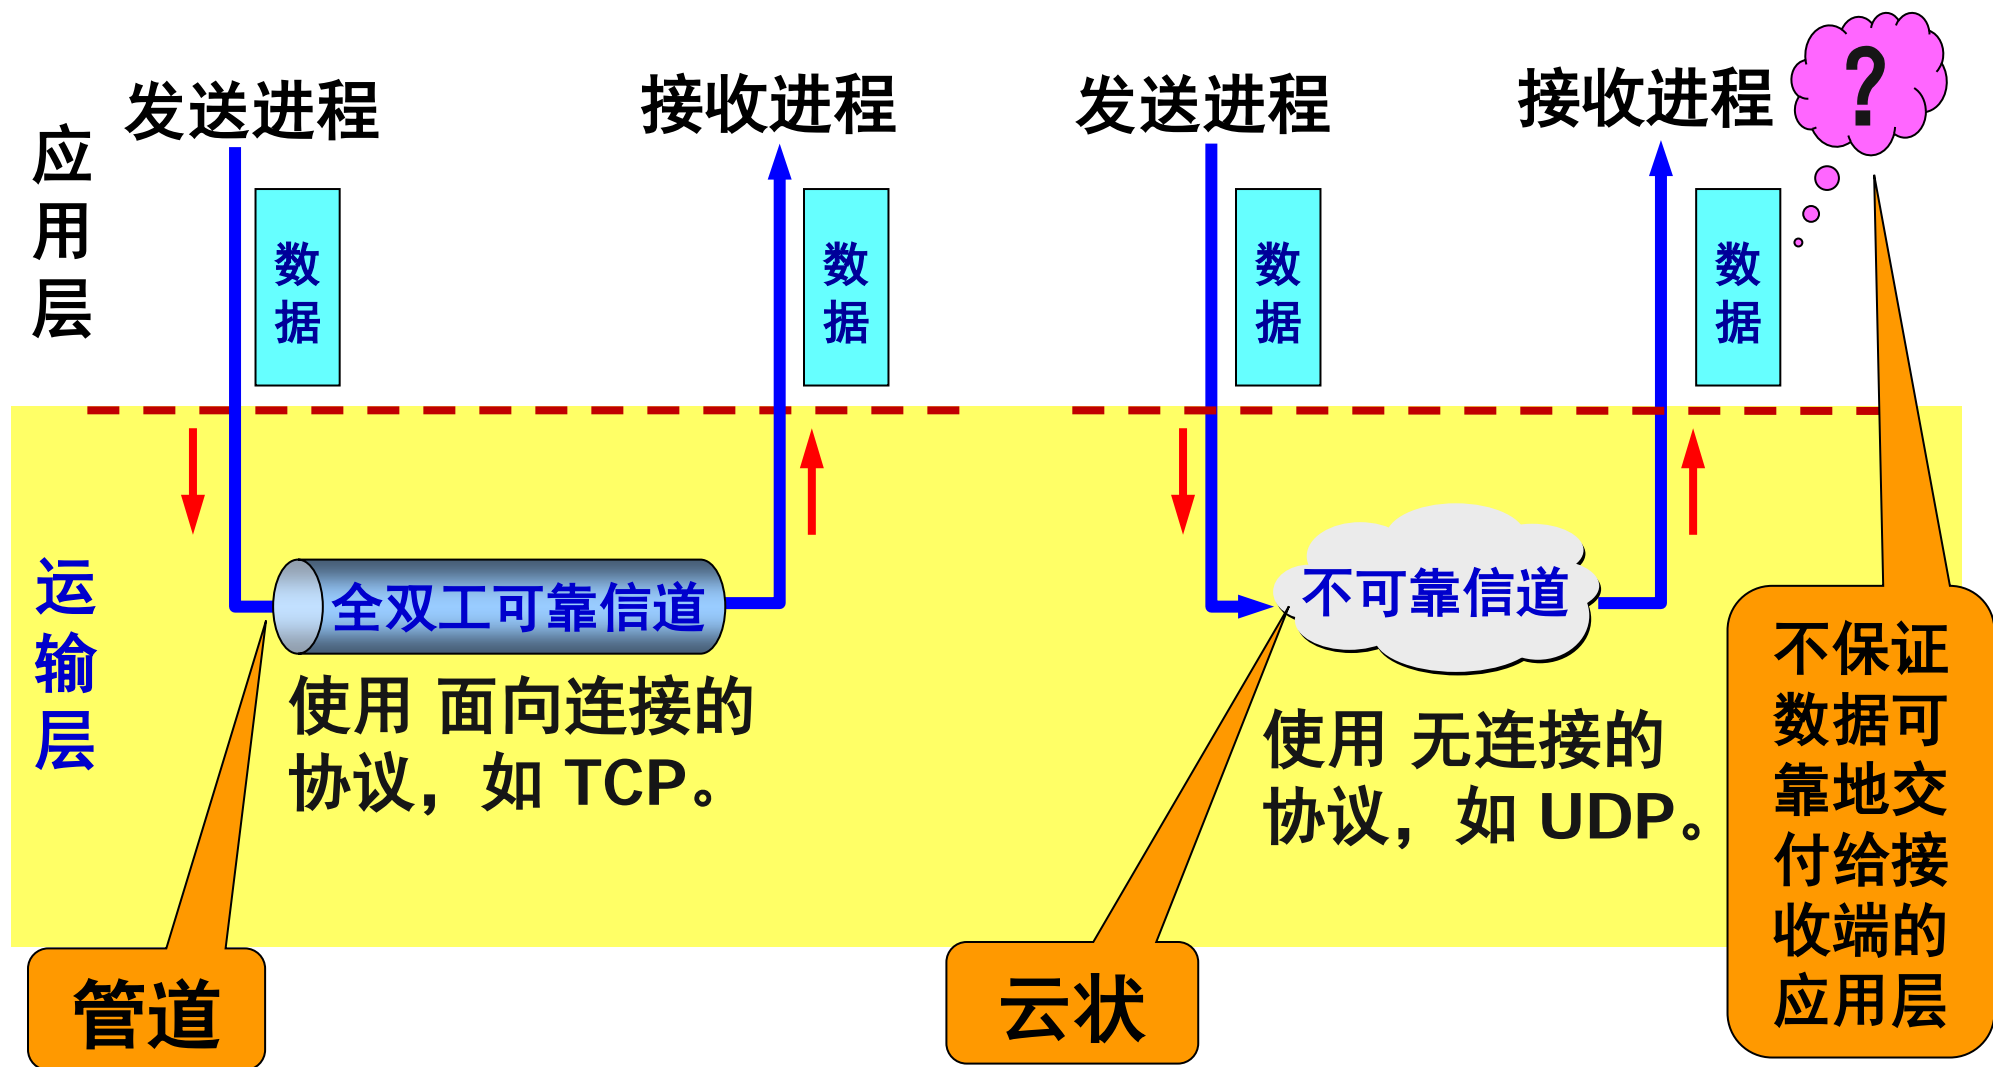 应用层
发送进程
接收进程
数据
数据
发送进程
接收进程
?
数据
数据
运输层
全双工可靠信道
使用 面向连接的
协议，如 TCP。
管道
不可靠信道
使用 无连接的
协议，如 UDP。
云状
不保证
数据可
靠地交
付给接
收端的
应用层